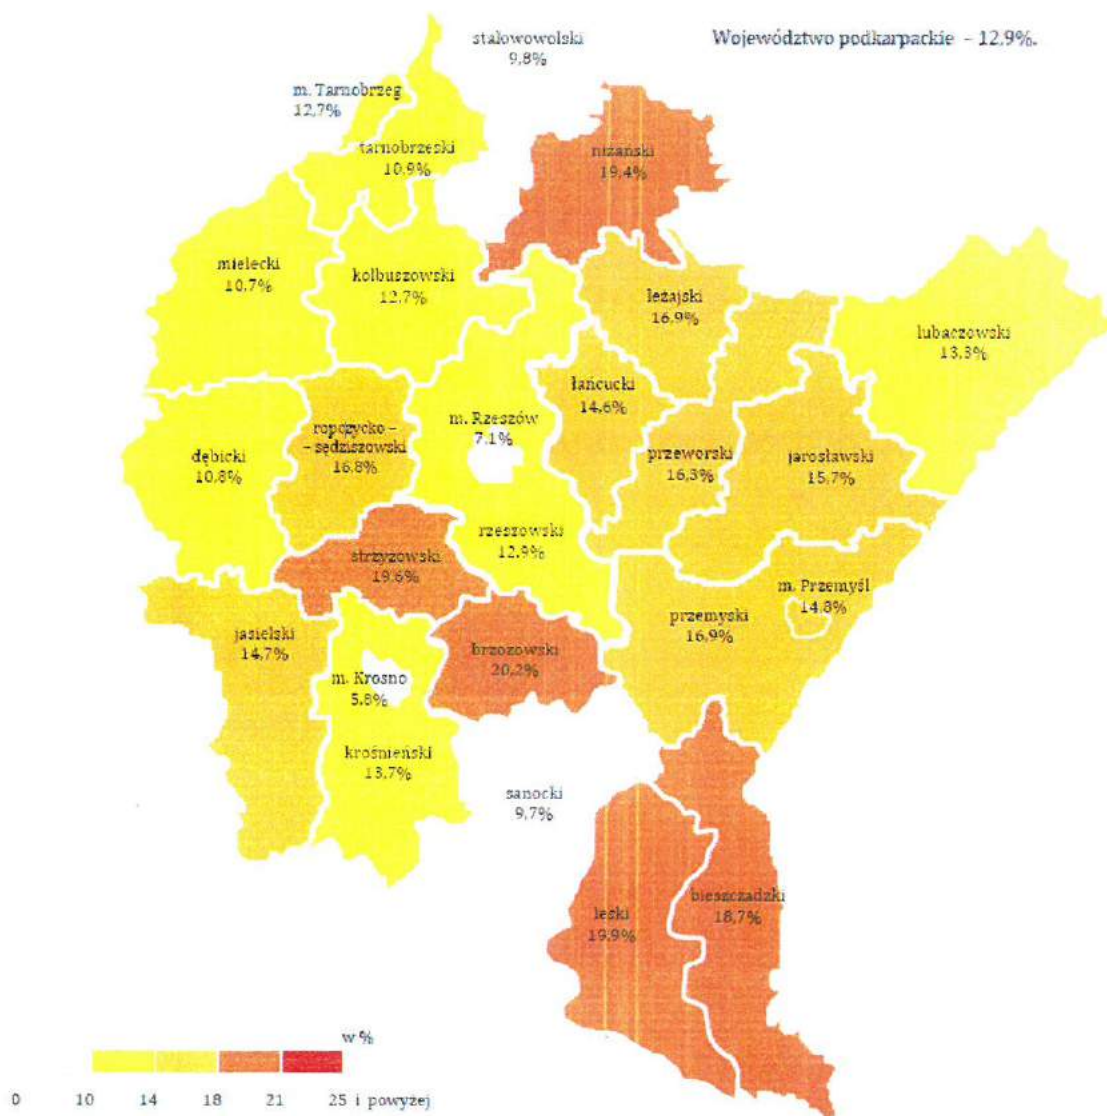 stalowowolski
9,8%
Województwo podkarpackie – 12,9%.
m. Tarnobrzeg
12,7%
tarnobrzeski
10,9%
niżański
19,4%
mielecki
10,7%
kolbuszowski
12,7%
leżajski
16,9%
lubaczowski
13,3%
łańcucki
14,6%
m. Rzeszów
7,1%
ropczycko –
– sędziszowski
16,8%
dębicki
10,8%
przeworski
16,3%
jarosławski
15,7%
rzeszowski
12,9%
strzyżowski
19,6%
m. Przemyśl
14,8%
przemyski
16,9%
jasielski
14,7%
brzozowski
20,2%
m. Krosno
5,8%
krośnieński
13,7%
sanocki
9,7%
bieszczadzki
18,7%
leski
19,9%
w %
0 10 14 18 21 25 i powyżej